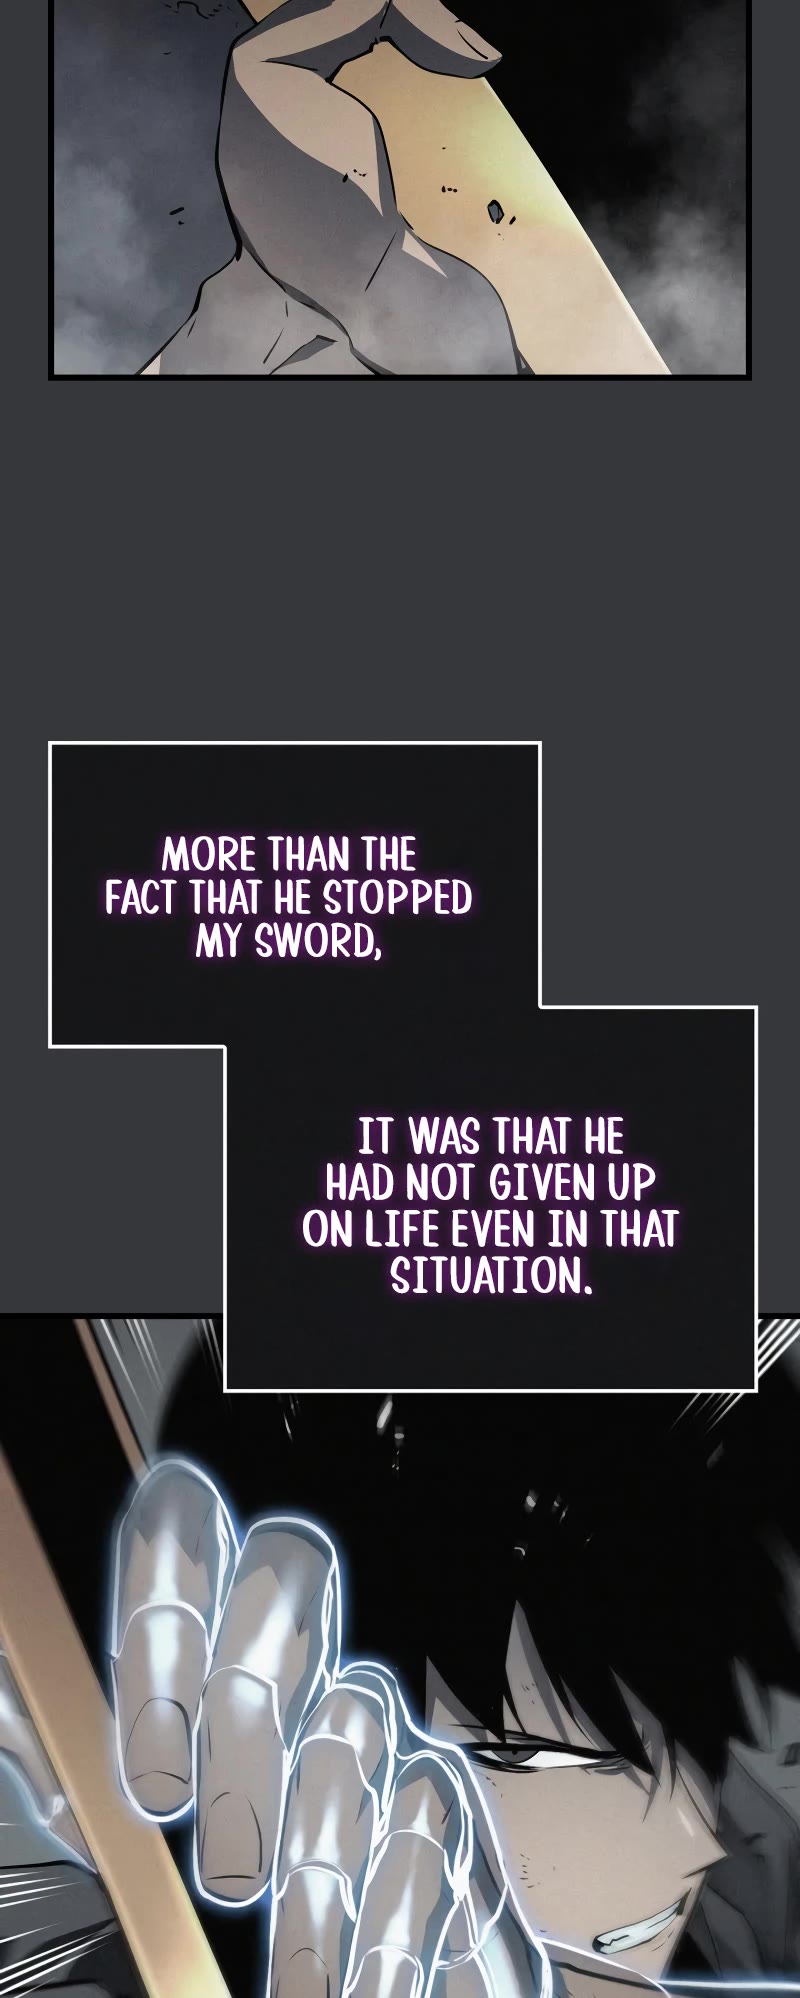 MORE THAN THE
FACT THAT HE STOPPED
MY SWORD,
IT WAS THAT HE
HAD NOT GIVEN UP
ON LIFE EVEN IN THAT
SITUATION.